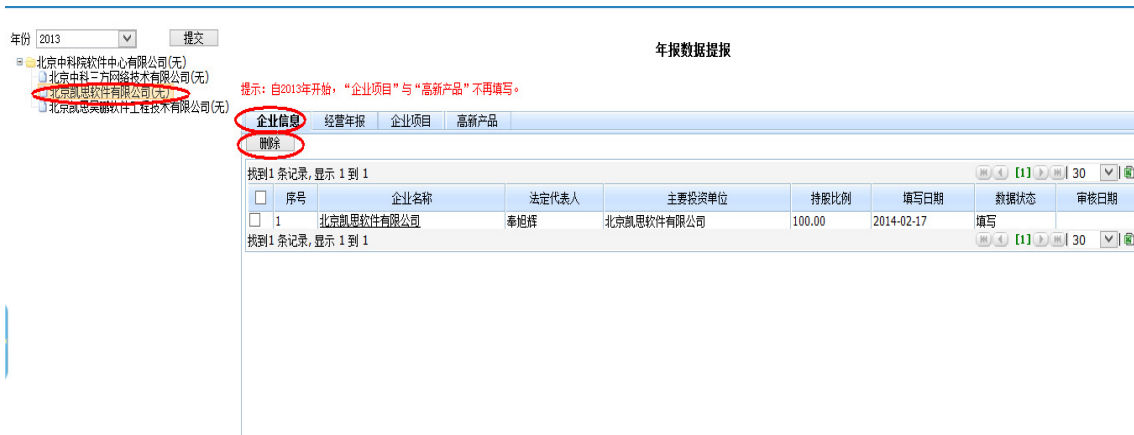 年份 2013 提交
北京中科院软件中心有限公司(无)
北京中科三方网络技术有限公司(无)
北京凯思软件有限公司(无)
北京凯思昊鹏软件工程技术有限公司(无)
年报数据提报
提示: 自2013年开始, “企业项目”与“高新产品”不再填写。
企业信息 经营年报 企业项目 高新产品
删除
找到1 条记录, 显示 1 到 1 [1] 30
序号 企业名称 法定代表人 主要投资单位 持股比例 填写日期 数据状态 审核日期
1 北京凯思软件有限公司 秦旭辉 北京凯思软件有限公司 100.00 2014-02-17 填写
找到1 条记录, 显示 1 到 1 [1] 30